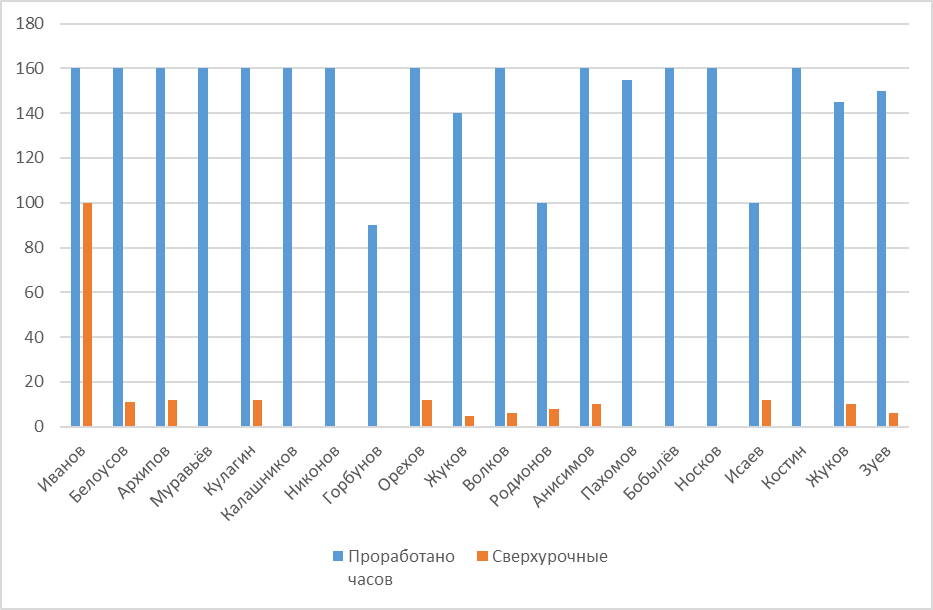 180
160
140
120
100
80
60
40
20
0
Иванов
Белоусов
Архипов
Муравьёв
Кулагин
Калашников
Никонов
Горбунов
Орехов
Жуков
Волков
Родионов
Анисимов
Пахомов
Бобылёв
Носков
Исаев
Костин
Жуков
Зуев
Проработано
часов
Сверхурочные